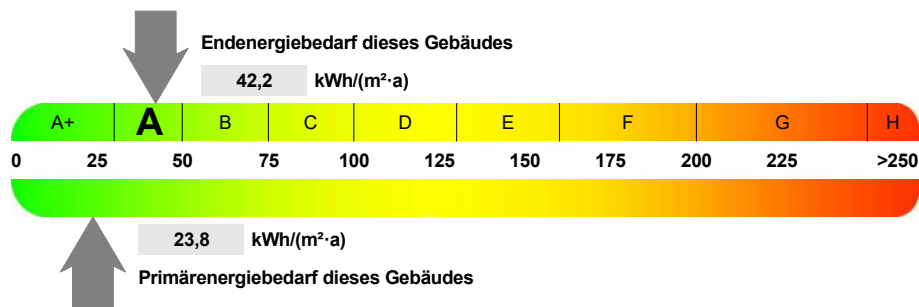 Endenergiebedarf dieses Gebäudes
42,2 kWh/(m²·a)
A+ A B C D E F G H
0 25 50 75 100 125 150 175 200 225 >250
23,8 kWh/(m²·a)
Primärenergiebedarf dieses Gebäudes